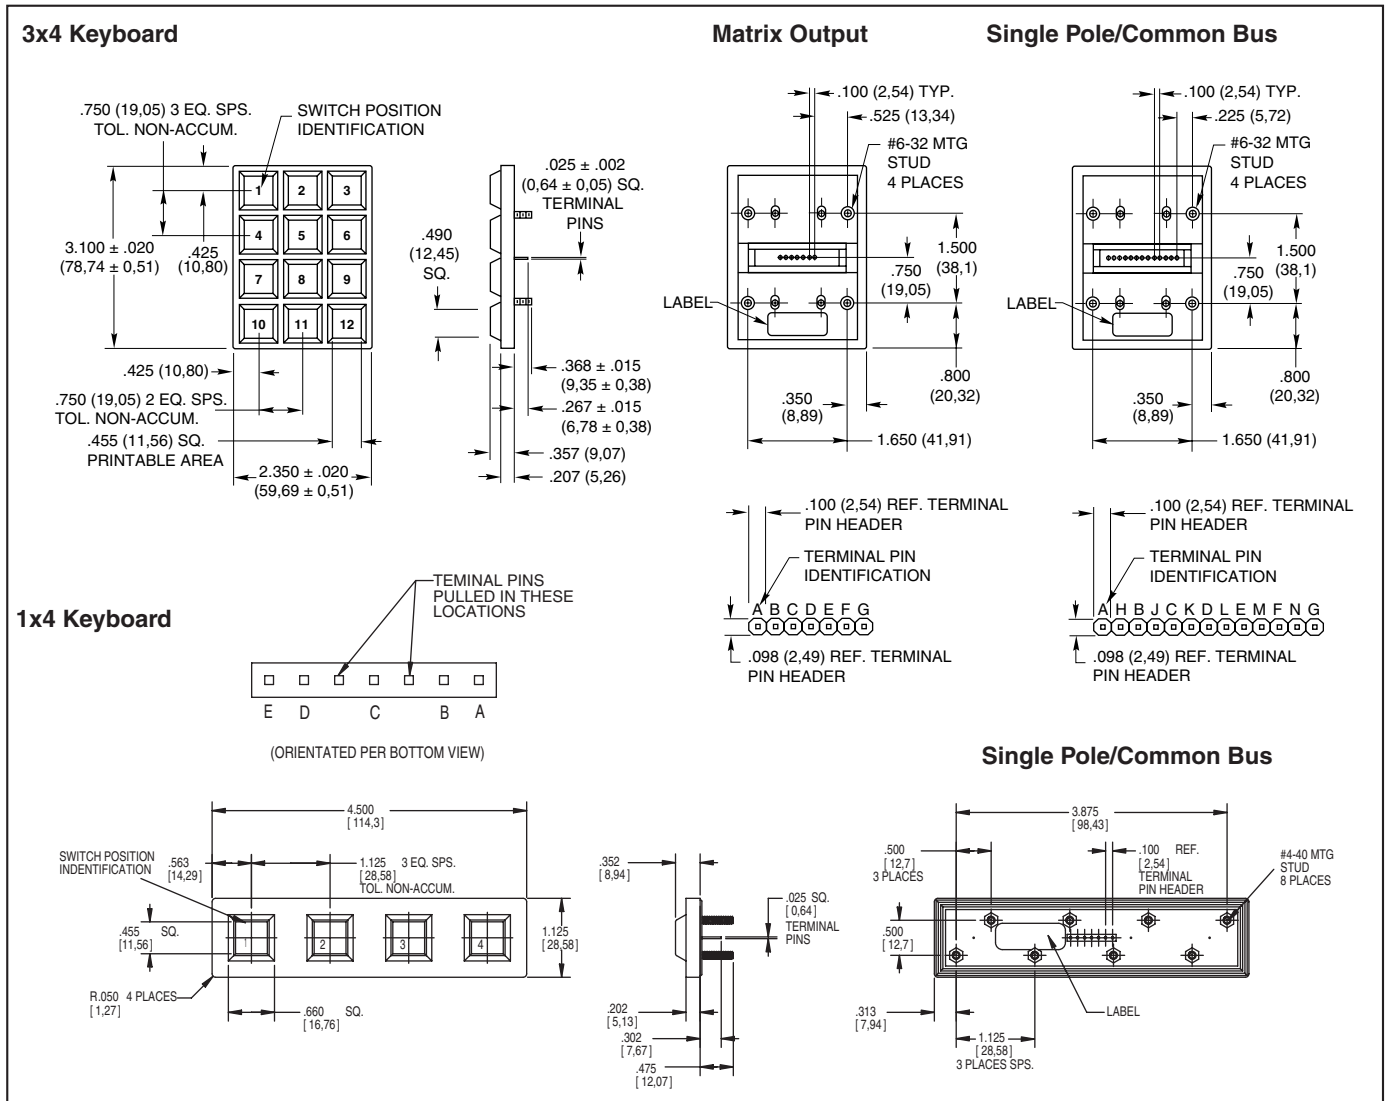 3x4 Keyboard
Matrix Output
Single Pole/Common Bus
.750 (19,05) 3 EQ. SPS.
TOL. NON-ACCUM.
SWITCH POSITION
IDENTIFICATION
3.100 ± .020
(78,74 ± 0,51)
.425
(10,80)
1
2
3
4
5
6
7
8
9
10
11
12
.425 (10,80)
.750 (19,05) 2 EQ. SPS.
TOL. NON-ACCUM.
.455 (11,56) SQ.
PRINTABLE AREA
2.350 ± .020
(59,69 ± 0,51)
.025 ± .002
(0,64 ± 0,05) SQ.
TERMINAL
PINS
.490
(12,45)
SQ.
.368 ± .015
(9,35 ± 0,38)
.267 ± .015
(6,78 ± 0,38)
.357 (9,07)
.207 (5,26)
.100 (2,54) TYP.
.525 (13,34)
#6-32 MTG
STUD
4 PLACES
1.500
(38,1)
.750
(19,05)
LABEL
.800
(20,32)
.350
(8,89)
1.650 (41,91)
.100 (2,54) TYP.
.225 (5,72)
#6-32 MTG
STUD
4 PLACES
1.500
(38,1)
.750
(19,05)
LABEL
.800
(20,32)
.350
(8,89)
1.650 (41,91)
.100 (2,54) REF. TERMINAL
PIN HEADER
TERMINAL PIN
IDENTIFICATION
A B C D E F G
.098 (2,49) REF. TERMINAL
PIN HEADER
.100 (2,54) REF. TERMINAL
PIN HEADER
TERMINAL PIN
IDENTIFICATION
A H B J C K D L E M F N G
.098 (2,49) REF. TERMINAL
PIN HEADER
1x4 Keyboard
TEMINAL PINS
PULLED IN THESE
LOCATIONS
E D C B A
(ORIENTATED PER BOTTOM VIEW)
Single Pole/Common Bus
4.500
[114,3]
SWITCH POSITION
INDENTIFICATION
.563
[14,29]
1.125 3 EQ. SPS.
[28,58]
TOL. NON-ACCUM.
.455 SQ.
[11,56]
1
2
3
4
1.125
[28,58]
R.050 4 PLACES
[1,27]
.660 SQ.
[16,76]
.352
[8,94]
.025 SQ.
[0,64]
TERMINAL
PINS
.202
[5,13]
.302
[7,67]
.475
[12,07]
3.875
[98,43]
.500
[12,7]
3 PLACES
.100 REF.
[2,54]
TERMINAL
PIN HEADER
#4-40 MTG
STUD
8 PLACES
.500
[12,7]
LABEL
.313
[7,94]
1.125
[28,58]
3 PLACES SPS.